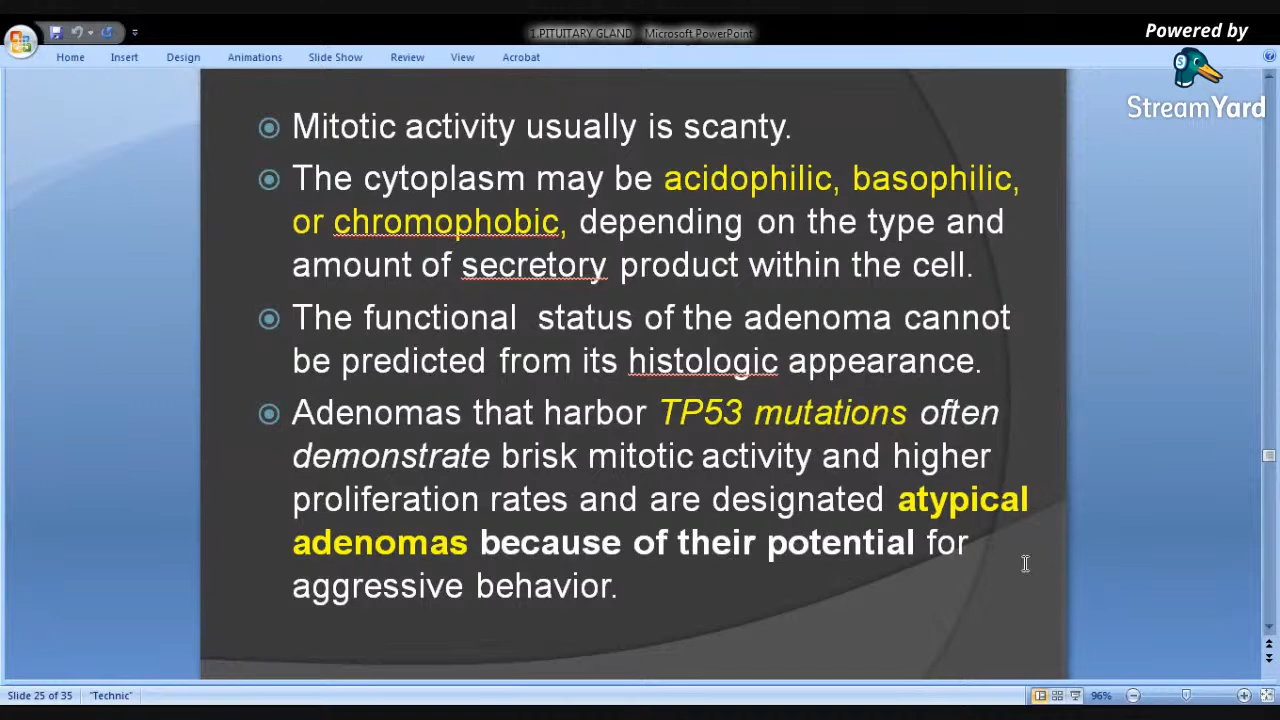 1.PITUITARY GLAND - Microsoft PowerPoint
Powered by
Home Insert Design Animations Slide Show Review View Acrobat
StreamYard
Mitotic activity usually is scanty.
The cytoplasm may be acidophilic, basophilic,
or chromophobic, depending on the type and
amount of secretory product within the cell.
The functional status of the adenoma cannot
be predicted from its histologic appearance.
Adenomas that harbor TP53 mutations often
demonstrate brisk mitotic activity and higher
proliferation rates and are designated atypical
adenomas because of their potential for
aggressive behavior.
Slide 25 of 35 "Technic" 96%